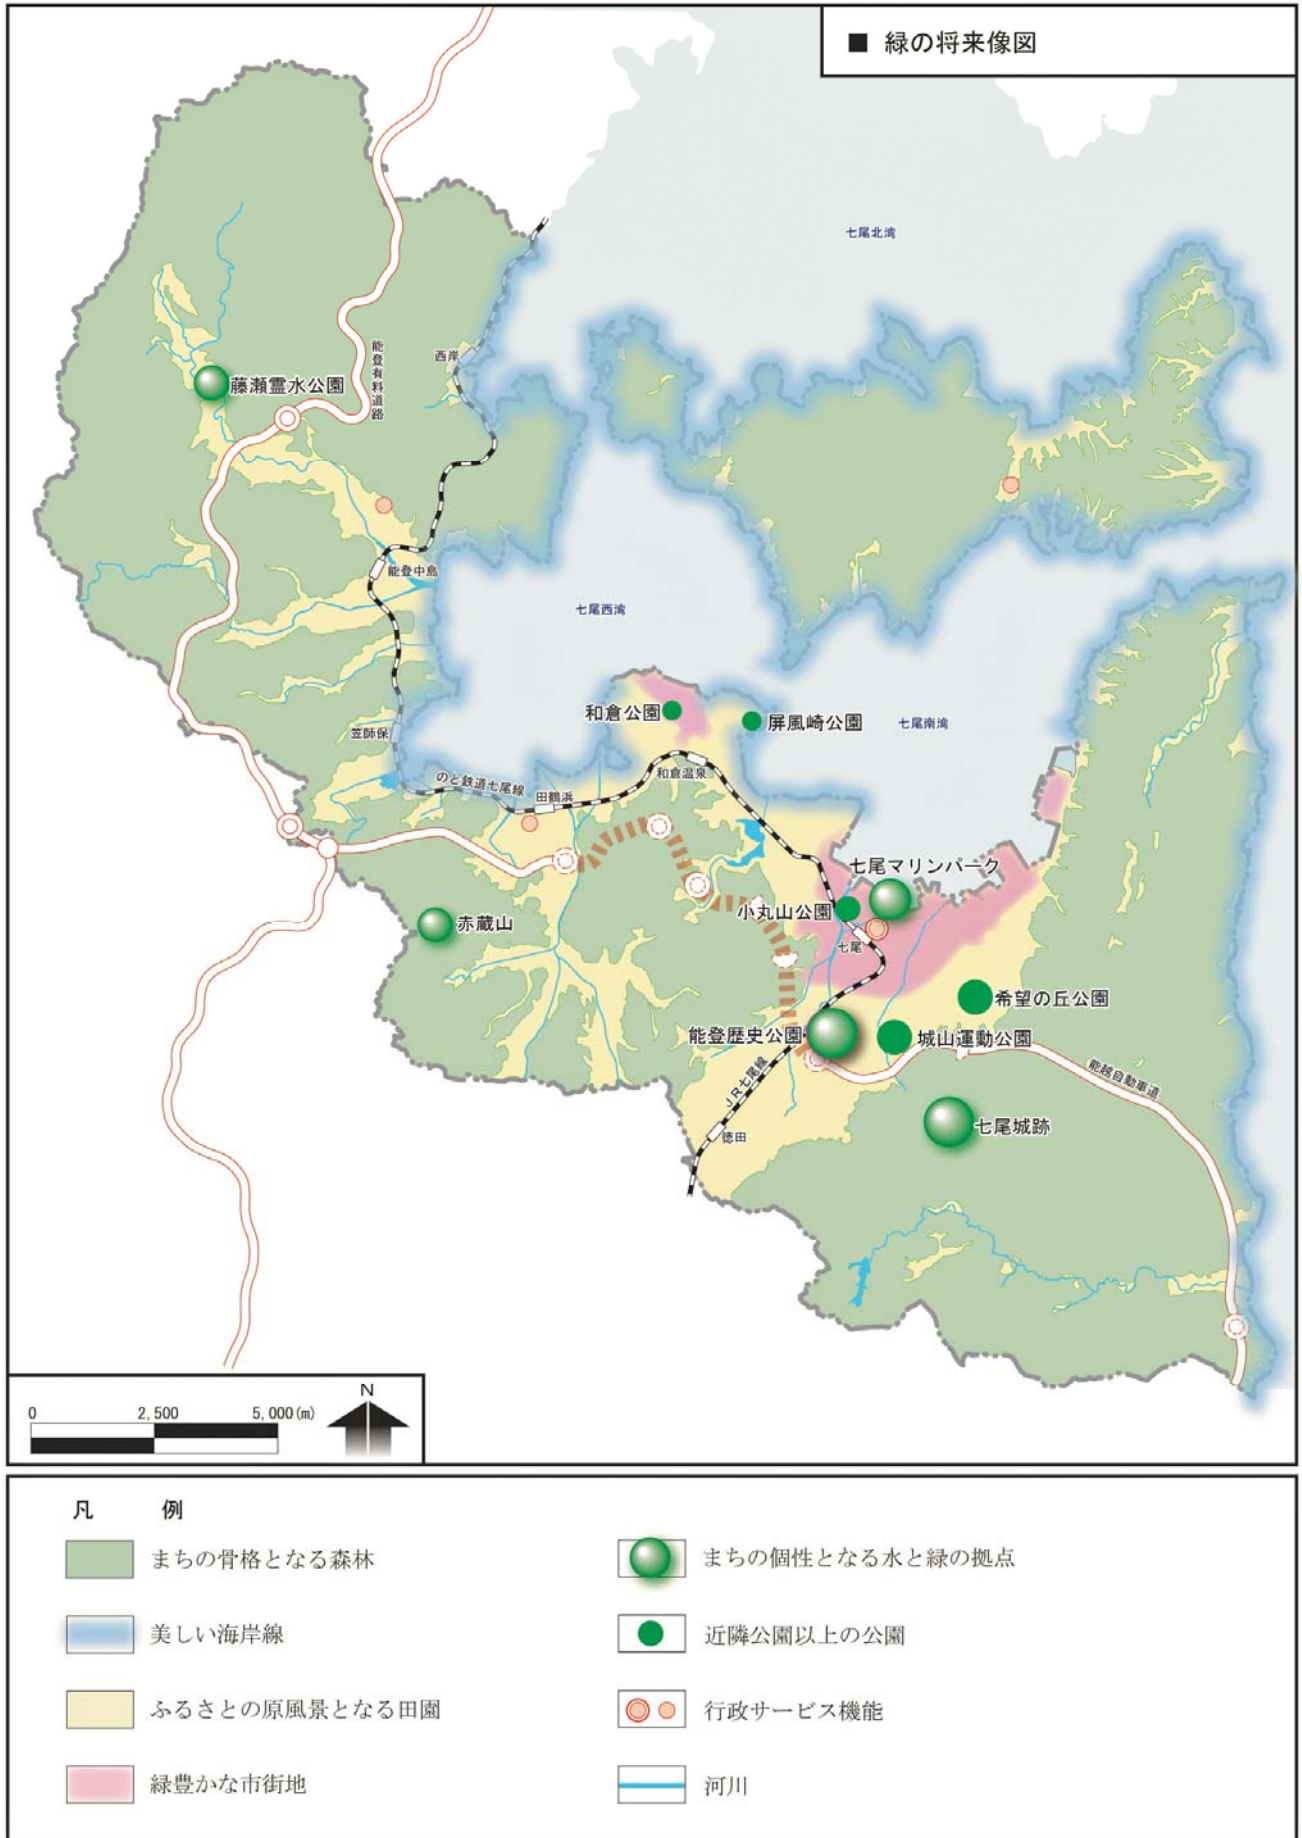 ■ 緑の将来像図
七尾北湾
西岸
能登有料道路
藤瀬霊水公園
能登中島
七尾西湾
和倉公園
屏風崎公園
七尾南湾
笠師保
和倉温泉
のと鉄道七尾線
田鶴浜
七尾マリンパーク
小丸山公園
赤蔵山
七尾
希望の丘公園
能登歴史公園
城山運動公園
JR七尾線
能越自動車道
七尾城跡
徳田
N
0 2,500 5,000(m)
凡 例
まちの骨格となる森林
まちの個性となる水と緑の拠点
美しい海岸線
近隣公園以上の公園
ふるさとの原風景となる田園
行政サービス機能
緑豊かな市街地
河川